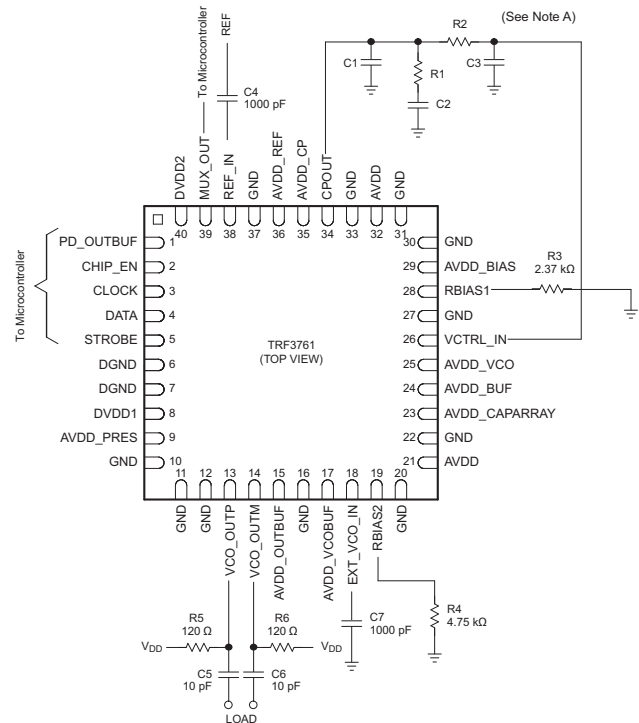 (See Note A)
R2
C1
R1
C3
C2
To Microcontroller
REF
C4
1000 pF
DVDD2
MUX_OUT
REF_IN
GND
AVDD_REF
AVDD_CP
CPOUT
GND
AVDD
GND
40
39
38
37
36
35
34
33
32
31
To Microcontroller
PD_OUTBUF 1
CHIP_EN 2
CLOCK 3
DATA 4
STROBE 5
DGND 6
DGND 7
DVDD1 8
AVDD_PRES 9
GND 10
TRF3761
(TOP VIEW)
30 GND
29 AVDD_BIAS
28 RBIAS1
27 GND
26 VCTRL_IN
25 AVDD_VCO
24 AVDD_BUF
23 AVDD_CAPARRAY
22 GND
21 AVDD
R3
2.37 kΩ
11
12
13
14
15
16
17
18
19
20
GND
GND
VCO_OUTP
VCO_OUTM
AVDD_OUTBUF
GND
AVDD_VCOBUF
EXT_VCO_IN
RBIAS2
GND
R5
120 Ω
R6
120 Ω
VDD
VDD
C5
10 pF
C6
10 pF
LOAD
C7
1000 pF
R4
4.75 kΩ